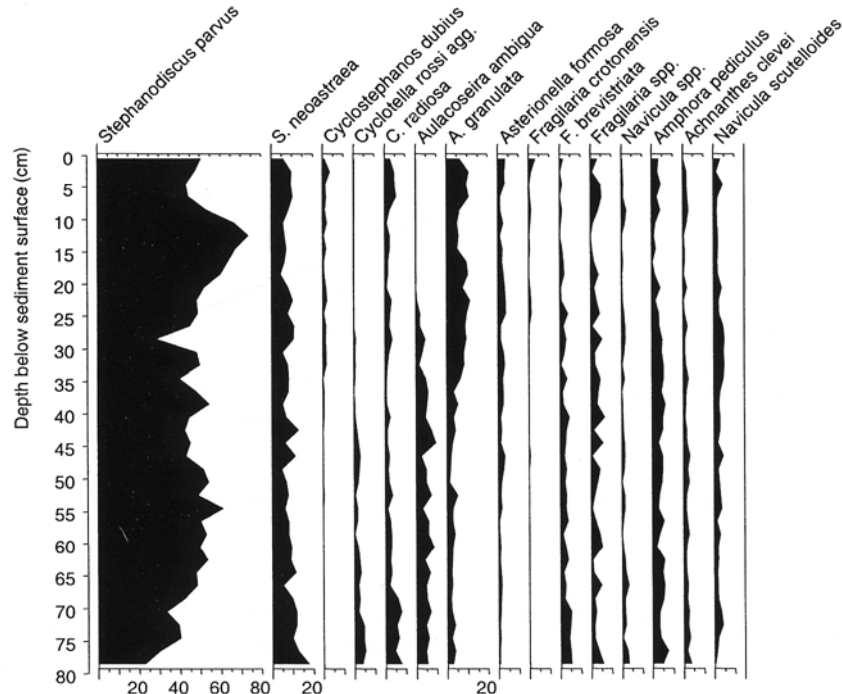 Stephanodiscus parvus
S. neoastraea
Cyclostephanos dubius
Cyclotella rossi agg.
C. radiosa
Aulacoseira ambigua
A. granulata
Asterionella formosa
Fragilaria crotonensis
F. brevistriata
Fragilaria spp.
Navicula spp.
Amphora pediculus
Achnanthes clevei
Navicula scutelloides
Depth below sediment surface (cm)
0
5
10
15
20
25
30
35
40
45
50
55
60
65
70
75
80
20 40 60 80 20 20